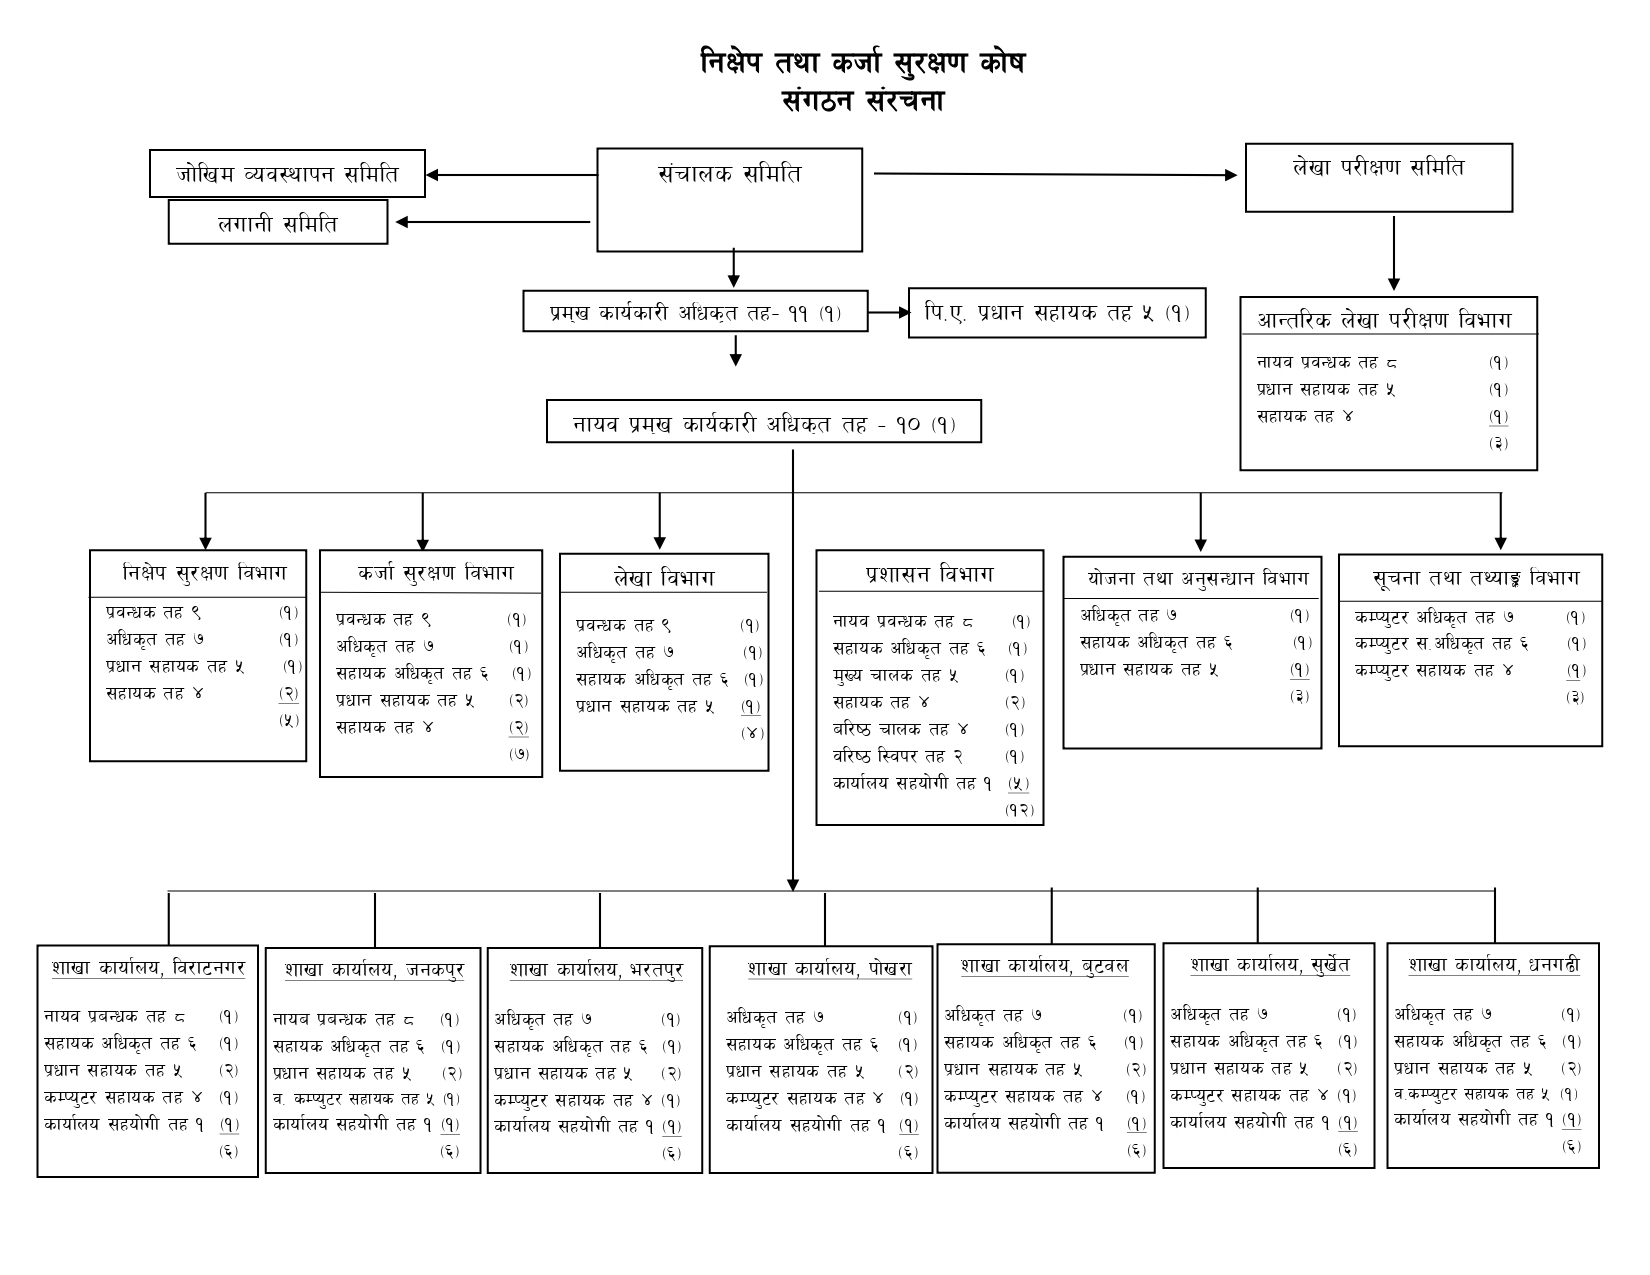 निक्षेप तथा कर्जा सुरक्षण कोष
संगठन संरचना
जोखिम व्यवस्थापन समिति
लगानी समिति
संचालक समिति
लेखा परीक्षण समिति
प्रमुख कार्यकारी अधिकृत तह- ११ (१)
पि.ए. प्रधान सहायक तह ५ (१)
आन्तरिक लेखा परीक्षण विभाग
नायव प्रवन्धक तह ८ (१)
प्रधान सहायक तह ५ (१)
सहायक तह ४ (१)
(३)
नायव प्रमुख कार्यकारी अधिकृत तह - १० (१)
निक्षेप सुरक्षण विभाग
प्रवन्धक तह ९ (१)
अधिकृत तह ७ (१)
प्रधान सहायक तह ५ (१)
सहायक तह ४ (२)
(५)
कर्जा सुरक्षण विभाग
प्रवन्धक तह ९ (१)
अधिकृत तह ७ (१)
सहायक अधिकृत तह ६ (१)
प्रधान सहायक तह ५ (२)
सहायक तह ४ (२)
(७)
लेखा विभाग
प्रवन्धक तह ९ (१)
अधिकृत तह ७ (१)
सहायक अधिकृत तह ६ (१)
प्रधान सहायक तह ५ (१)
(४)
प्रशासन विभाग
नायव प्रवन्धक तह ८ (१)
सहायक अधिकृत तह ६ (१)
मुख्य चालक तह ५ (१)
सहायक तह ४ (२)
बरिष्ठ चालक तह ४ (१)
वरिष्ठ स्विपर तह २ (१)
कार्यालय सहयोगी तह १ (५)
(१२)
योजना तथा अनुसन्धान विभाग
अधिकृत तह ७ (१)
सहायक अधिकृत तह ६ (१)
प्रधान सहायक तह ५ (१)
(३)
सूचना तथा तथ्याङ्क विभाग
कम्प्युटर अधिकृत तह ७ (१)
कम्प्युटर स.अधिकृत तह ६ (१)
कम्प्युटर सहायक तह ४ (१)
(३)
शाखा कार्यालय, विराटनगर
नायव प्रबन्धक तह ८ (१)
सहायक अधिकृत तह ६ (१)
प्रधान सहायक तह ५ (२)
कम्प्युटर सहायक तह ४ (१)
कार्यालय सहयोगी तह १ (१)
(६)
शाखा कार्यालय, जनकपुर
नायब प्रबन्धक तह ८ (१)
सहायक अधिकृत तह ६ (१)
प्रधान सहायक तह ५ (२)
व. कम्प्युटर सहायक तह ५ (१)
कार्यालय सहयोगी तह १ (१)
(६)
शाखा कार्यालय, भरतपुर
अधिकृत तह ७ (१)
सहायक अधिकृत तह ६ (१)
प्रधान सहायक तह ५ (२)
कम्प्युटर सहायक तह ४ (१)
कार्यालय सहयोगी तह १ (१)
(६)
शाखा कार्यालय, पोखरा
अधिकृत तह ७ (१)
सहायक अधिकृत तह ६ (१)
प्रधान सहायक तह ५ (२)
कम्प्युटर सहायक तह ४ (१)
कार्यालय सहयोगी तह १ (१)
(६)
शाखा कार्यालय, बुटवल
अधिकृत तह ७ (१)
सहायक अधिकृत तह ६ (१)
प्रधान सहायक तह ५ (२)
कम्प्युटर सहायक तह ४ (१)
कार्यालय सहयोगी तह १ (१)
(६)
शाखा कार्यालय, सुर्खेत
अधिकृत तह ७ (१)
सहायक अधिकृत तह ६ (१)
प्रधान सहायक तह ५ (२)
कम्प्युटर सहायक तह ४ (१)
कार्यालय सहयोगी तह १ (१)
(६)
शाखा कार्यालय, धनगढी
अधिकृत तह ७ (१)
सहायक अधिकृत तह ६ (१)
प्रधान सहायक तह ५ (२)
व.कम्प्युटर सहायक तह ५ (१)
कार्यालय सहयोगी तह १ (१)
(६)